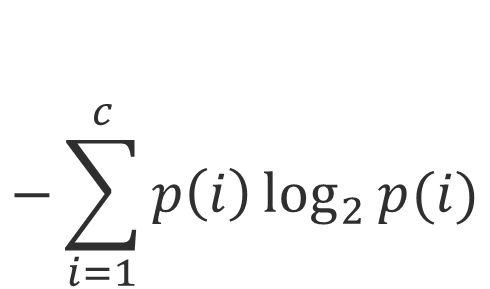 c
− ∑ p(i) log₂ p(i)
i=1